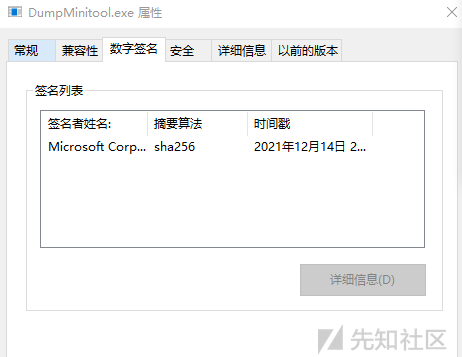 DumpMinitool.exe 属性
常规 兼容性 数字签名 安全 详细信息 以前的版本
签名列表
签名者姓名: 摘要算法 时间戳
Microsoft Corp... sha256 2021年12月14日 2...
详细信息(D)
先知社区